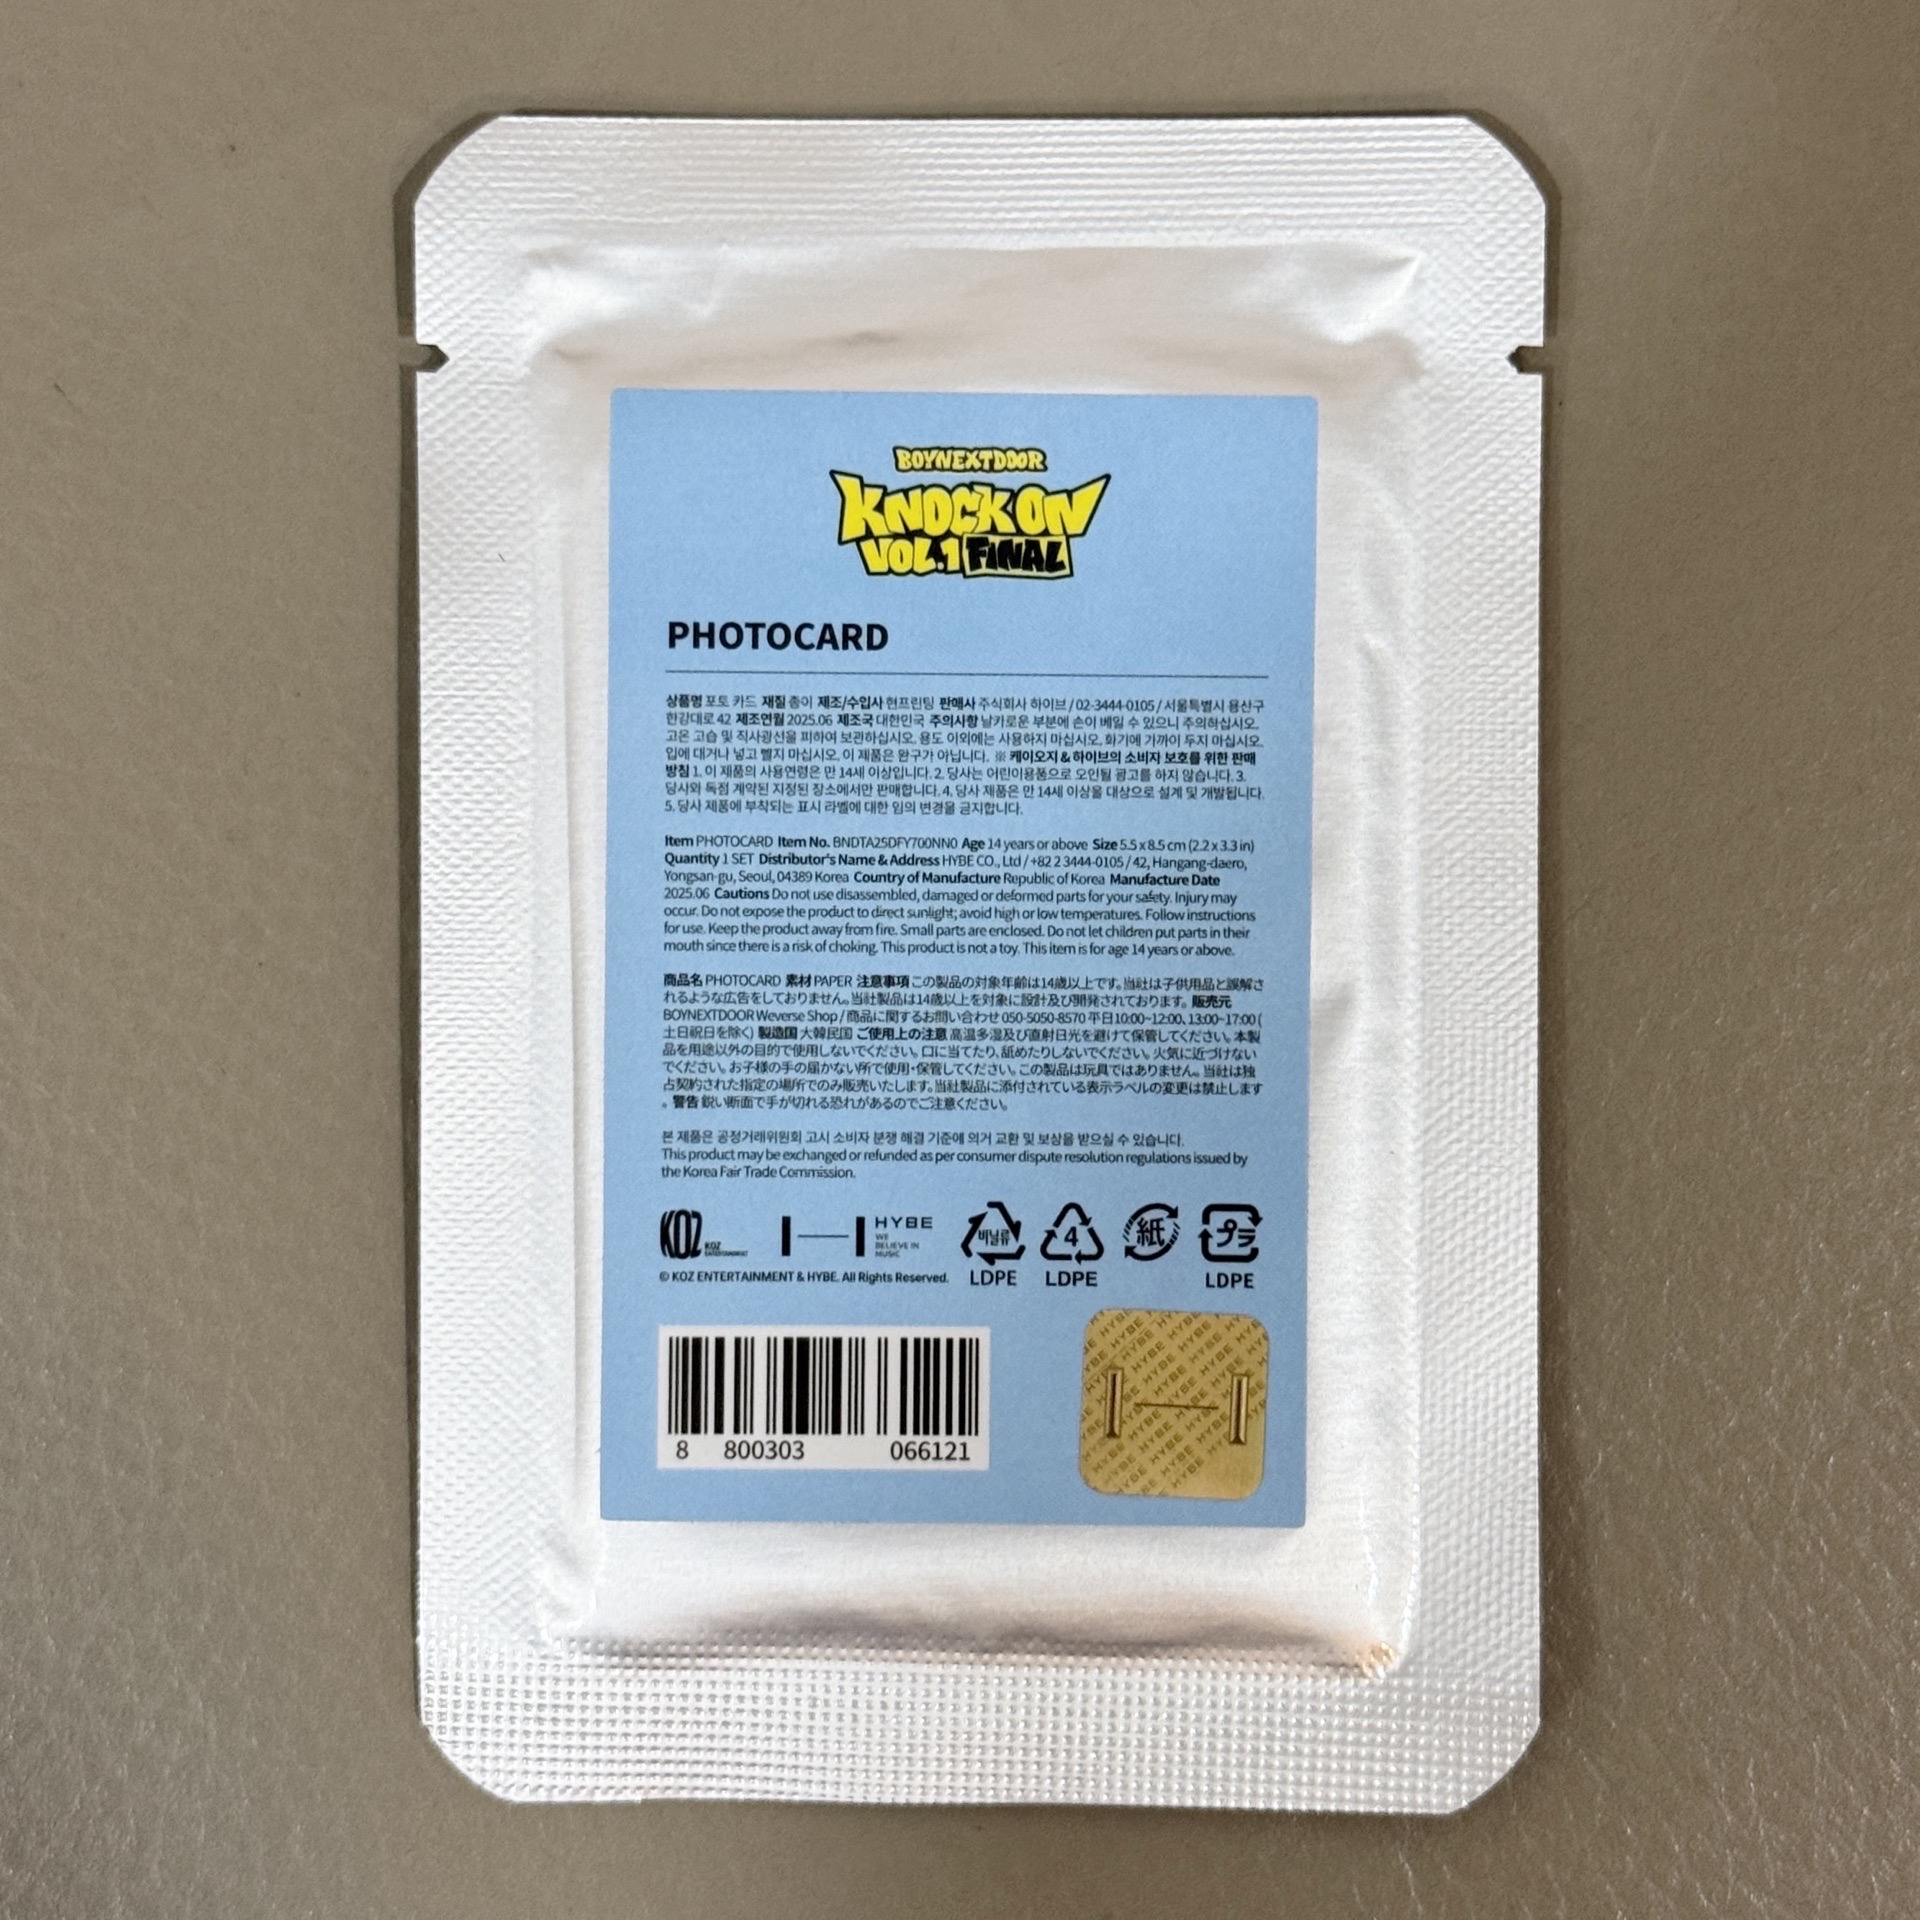 BOYNEXTDOOR
KNOCK ON
VOL.1 FINAL
PHOTOCARD
상품명 포토 카드 재질 종이 제조/수입사 현프린팅 판매사 주식회사 하이브 / 02-3444-0105 / 서울특별시 용산구
한강대로 42 제조연월 2025.06 제조국 대한민국 주의사항 날카로운 부분에 손이 베일 수 있으니 주의하십시오.
고온 고습 및 직사광선을 피하여 보관하십시오. 용도 이외에는 사용하지 마십시오. 화기에 가까이 두지 마십시오.
입에 대거나 넣고 빨지 마십시오. 이 제품은 완구가 아닙니다. ※ 케이오지 & 하이브의 소비자 보호를 위한 판매
방침 1. 이 제품의 사용연령은 만 14세 이상입니다. 2. 당사는 어린이용품으로 오인될 광고를 하지 않습니다. 3.
당사와 독점 계약된 지정된 장소에서만 판매합니다. 4. 당사 제품은 만 14세 이상을 대상으로 설계 및 개발됩니다.
5. 당사 제품에 부착되는 표시 라벨에 대한 임의 변경을 금지합니다.
Item PHOTOCARD Item No. BNDTA25DFY700NN0 Age 14 years or above Size 5.5 x 8.5 cm (2.2 x 3.3 in)
Quantity 1 SET Distributor's Name & Address HYBE CO., Ltd / +82 2 3444-0105 / 42, Hangang-daero,
Yongsan-gu, Seoul, 04389 Korea Country of Manufacture Republic of Korea Manufacture Date
2025.06 Cautions Do not use disassembled, damaged or deformed parts for your safety. Injury may
occur. Do not expose the product to direct sunlight; avoid high or low temperatures. Follow instructions
for use. Keep the product away from fire. Small parts are enclosed. Do not let children put parts in their
mouth since there is a risk of choking. This product is not a toy. This item is for age 14 years or above.
商品名 PHOTOCARD 素材 PAPER 注意事項 この製品の対象年齢は14歳以上です。当社は子供用品と誤解さ
れるような広告をしておりません。当社製品は14歳以上を対象に設計及び開発されております。 販売元
BOYNEXTDOOR Weverse Shop / 商品に関するお問い合わせ 050-5050-8570 平日10:00~12:00、13:00~17:00 (
土日祝日を除く) 製造国 大韓民国 ご使用上の注意 高温多湿及び直射日光を避けて保管してください。本製
品を用途以外の目的で使用しないでください。口に当てたり、舐めたりしないでください。火気に近づけない
でください。お子様の手の届かない所で使用・保管してください。この製品は玩具ではありません。当社は独
占契約された指定の場所でのみ販売いたします。当社製品に添付されている表示ラベルの変更は禁止します
。警告 鋭い断面で手が切れる恐れがあるのでご注意ください。
본 제품은 공정거래위원회 고시 소비자 분쟁 해결 기준에 의거 교환 및 보상을 받으실 수 있습니다.
This product may be exchanged or refunded as per consumer dispute resolution regulations issued by
the Korea Fair Trade Commission.
KOZ KOZ ENTERTAINMENT
HYBE
WE
BELIEVE IN
MUSIC
비닐류 4 紙 プラ
© KOZ ENTERTAINMENT & HYBE. All Rights Reserved.
LDPE LDPE LDPE
8 800303 066121
HYBE HYBE HYBE